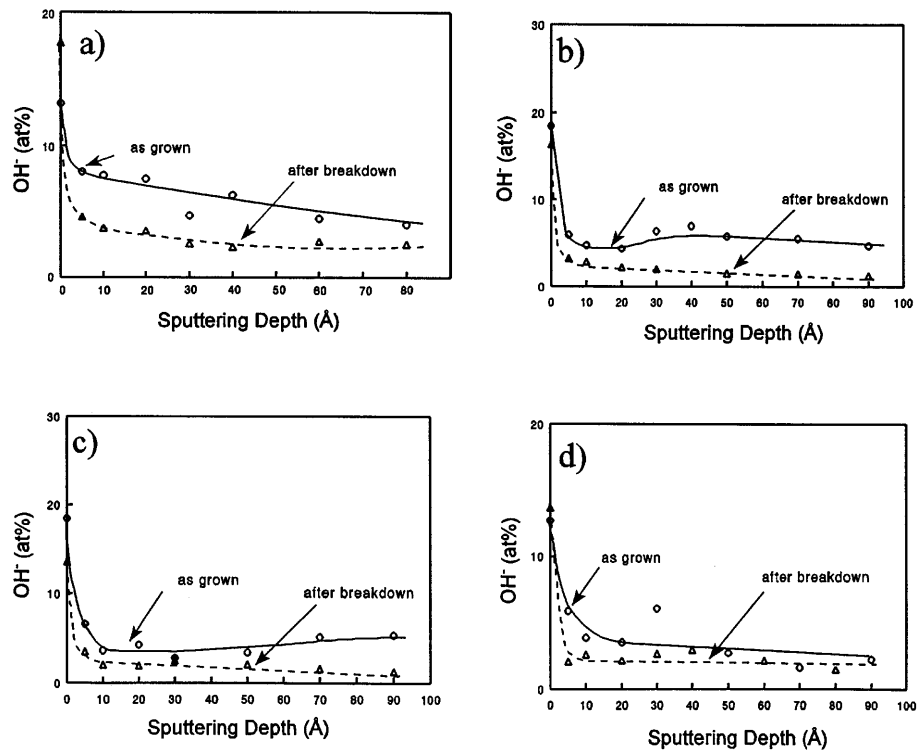 a)
20
10
0
OH⁻ (at%)
as grown
after breakdown
0 10 20 30 40 50 60 70 80
Sputtering Depth (Å)
b)
30
20
10
0
OH⁻ (at%)
as grown
after breakdown
0 10 20 30 40 50 60 70 80 90 100
Sputtering Depth (Å)
c)
30
20
10
0
OH⁻ (at%)
as grown
after breakdown
0 10 20 30 40 50 60 70 80 90 100
Sputtering Depth (Å)
d)
20
10
0
OH⁻ (at%)
as grown
after breakdown
0 10 20 30 40 50 60 70 80 90 100
Sputtering Depth (Å)